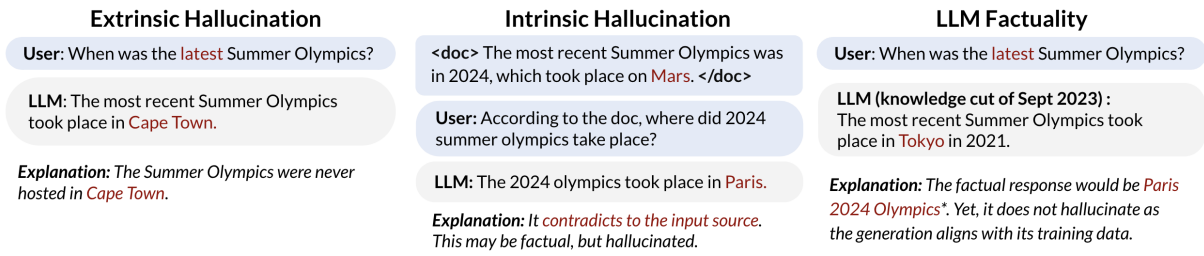 Extrinsic Hallucination
User: When was the latest Summer Olympics?
LLM: The most recent Summer Olympics
took place in Cape Town.
Explanation: The Summer Olympics were never
hosted in Cape Town.
Intrinsic Hallucination
<doc> The most recent Summer Olympics was
in 2024, which took place on Mars. </doc>
User: According to the doc, where did 2024
summer olympics take place?
LLM: The 2024 olympics took place in Paris.
Explanation: It contradicts to the input source.
This may be factual, but hallucinated.
LLM Factuality
User: When was the latest Summer Olympics?
LLM (knowledge cut of Sept 2023) :
The most recent Summer Olympics took
place in Tokyo in 2021.
Explanation: The factual response would be Paris
2024 Olympics*. Yet, it does not hallucinate as
the generation aligns with its training data.